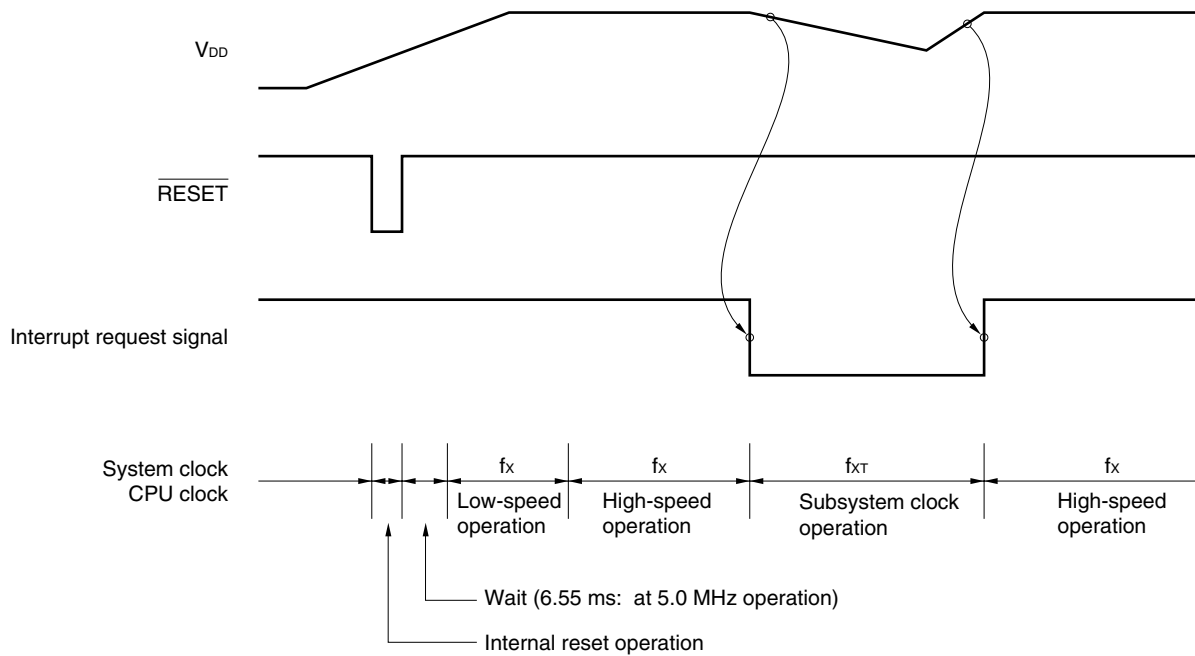 VDD
RESET
Interrupt request signal
System clock
CPU clock
fX
fX
fXT
fX
Low-speed
operation
High-speed
operation
Subsystem clock
operation
High-speed
operation
Wait (6.55 ms: at 5.0 MHz operation)
Internal reset operation